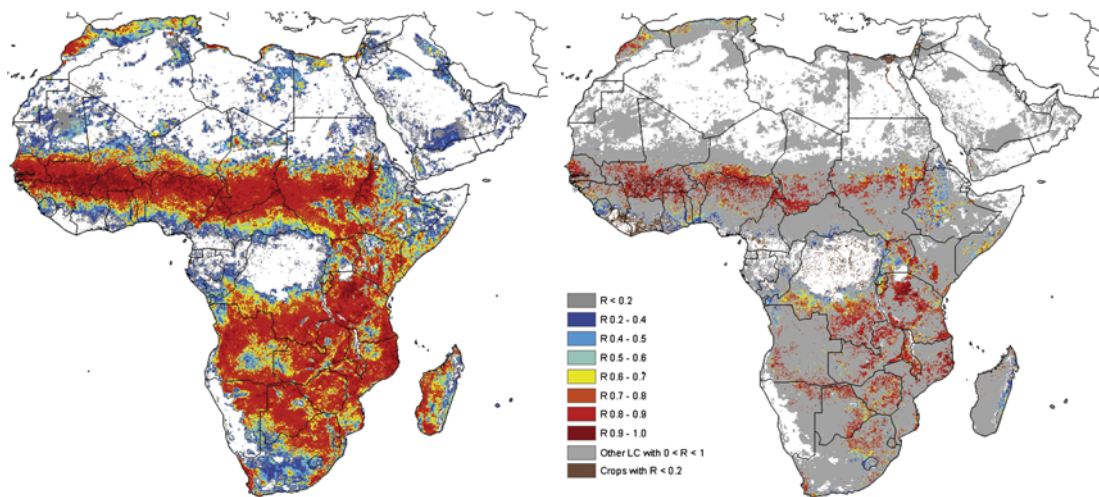 R < 0.2
R 0.2 - 0.4
R 0.4 - 0.5
R 0.5 - 0.6
R 0.6 - 0.7
R 0.7 - 0.8
R 0.8 - 0.9
R 0.9 - 1.0
Other LC with 0 < R < 1
Crops with R < 0.2